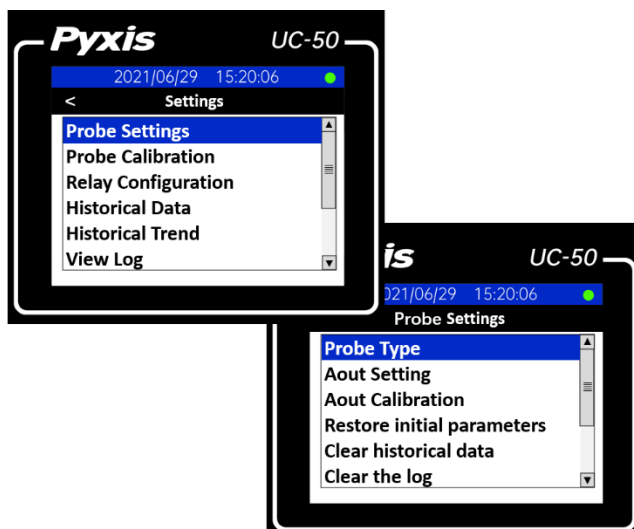 Pyxis UC-50
2021/06/29 15:20:06
< Settings
Probe Settings
Probe Calibration
Relay Configuration
Historical Data
Historical Trend
View Log
is UC-50
021/06/29 15:20:06
Probe Settings
Probe Type
Aout Setting
Aout Calibration
Restore initial parameters
Clear historical data
Clear the log